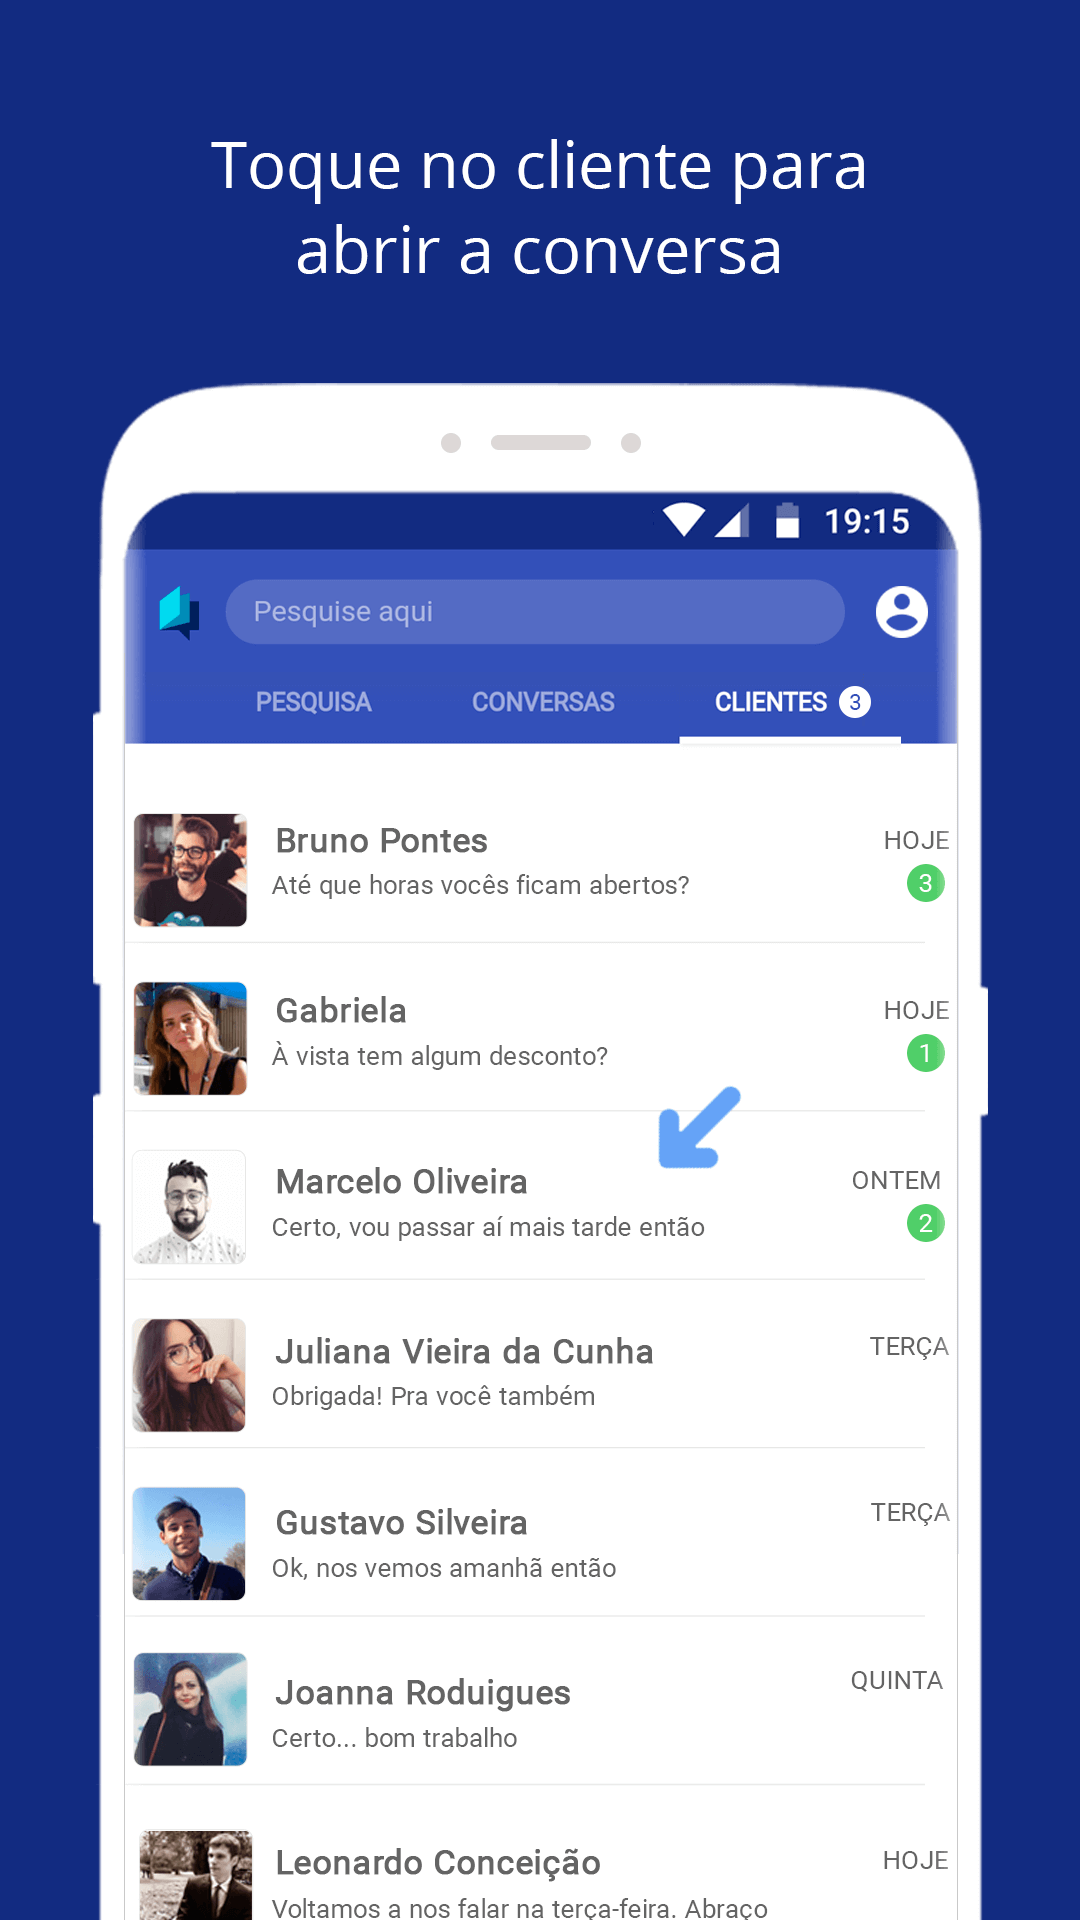 Toque no cliente para
abrir a conversa
19:15
Pesquise aqui
PESQUISA CONVERSAS CLIENTES 3
Bruno Pontes HOJE
Até que horas vocês ficam abertos? 3
Gabriela HOJE
À vista tem algum desconto? 1
Marcelo Oliveira ONTEM
Certo, vou passar aí mais tarde então 2
Juliana Vieira da Cunha TERÇA
Obrigada! Pra você também
Gustavo Silveira TERÇA
Ok, nos vemos amanhã então
Joanna Roduigues QUINTA
Certo... bom trabalho
Leonardo Conceição HOJE
Voltamos a nos falar na terça-feira. Abraço